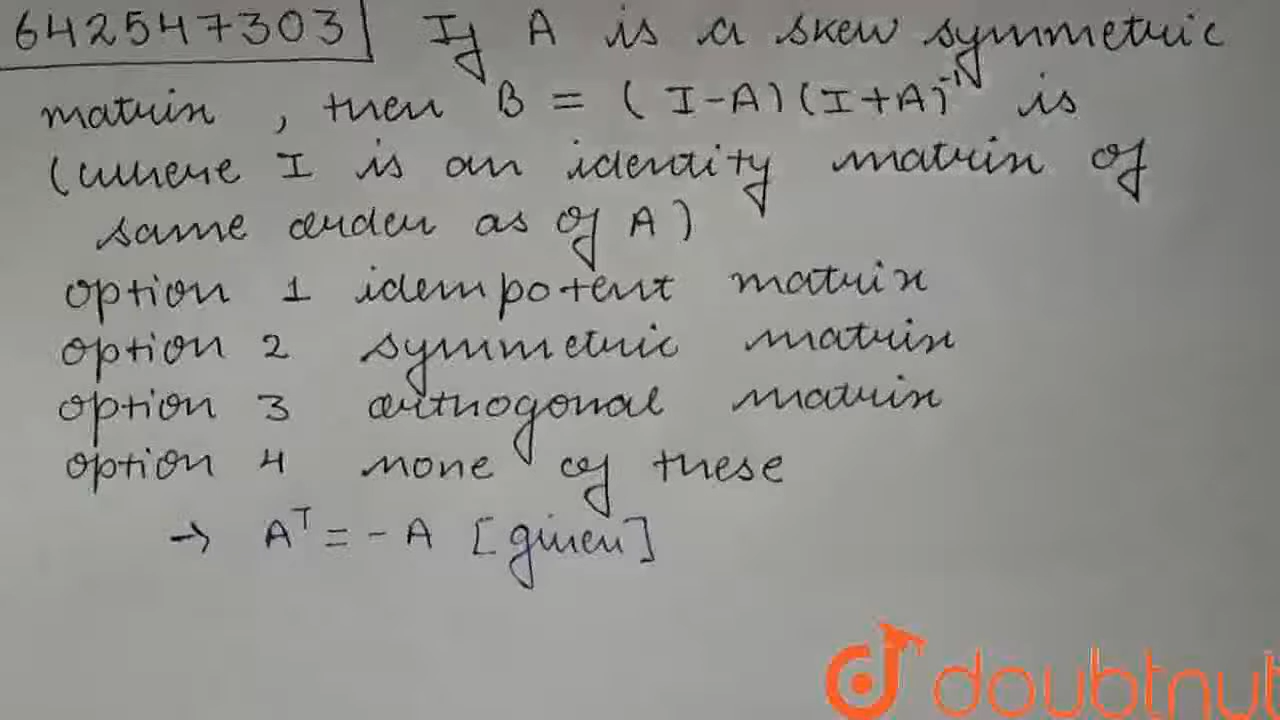 642547303 If A is a skew symmetric
matrix , then B = (I-A)(I+A)⁻¹ is
(where I is an identity matrix of
same order as of A)
option 1 idempotent matrix
option 2 symmetric matrix
option 3 orthogonal matrix
option 4 none of these
→ Aᵀ = - A [given]
doubtnut